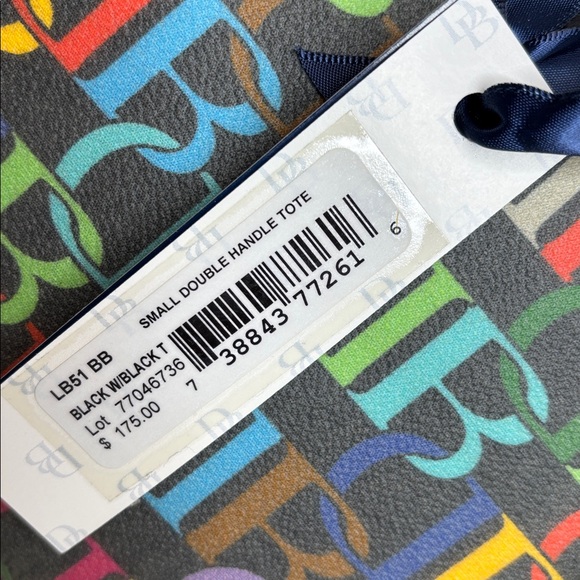 LB51 BB SMALL DOUBLE HANDLE TOTE
BLACK W/BLACK T
Lot 77046736
$ 175.00
7 38843 77261 6